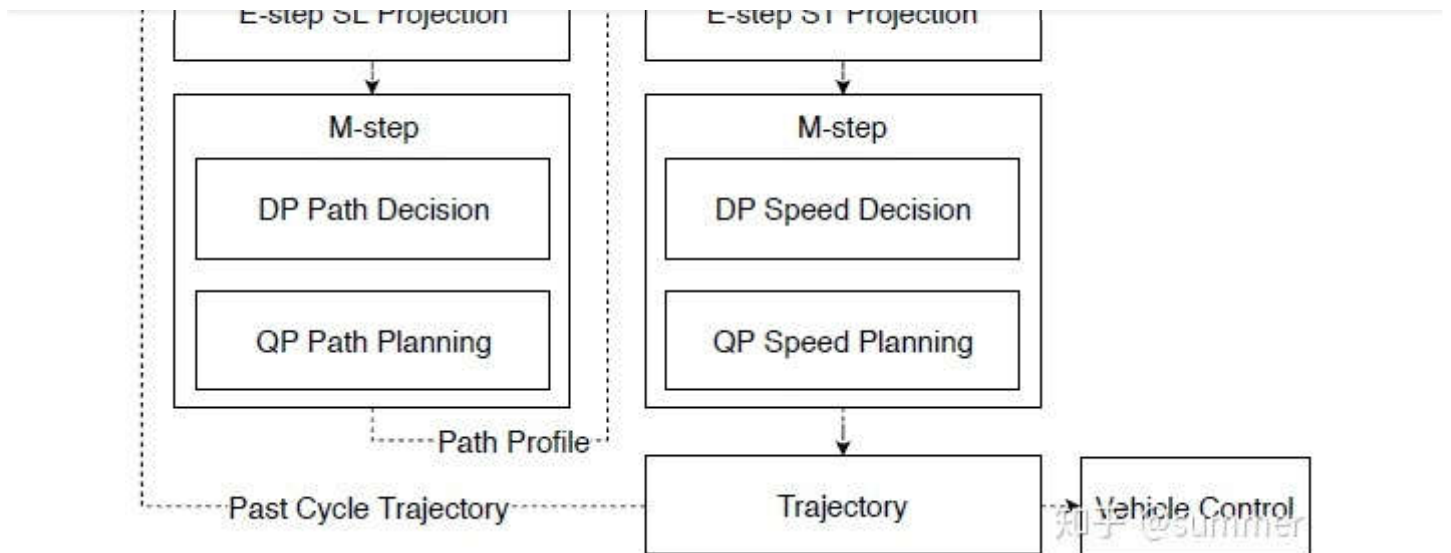 E-step SL Projection
E-step ST Projection
M-step
DP Path Decision
QP Path Planning
M-step
DP Speed Decision
QP Speed Planning
Path Profile
Past Cycle Trajectory
Trajectory
Vehicle Control
知乎 @summer